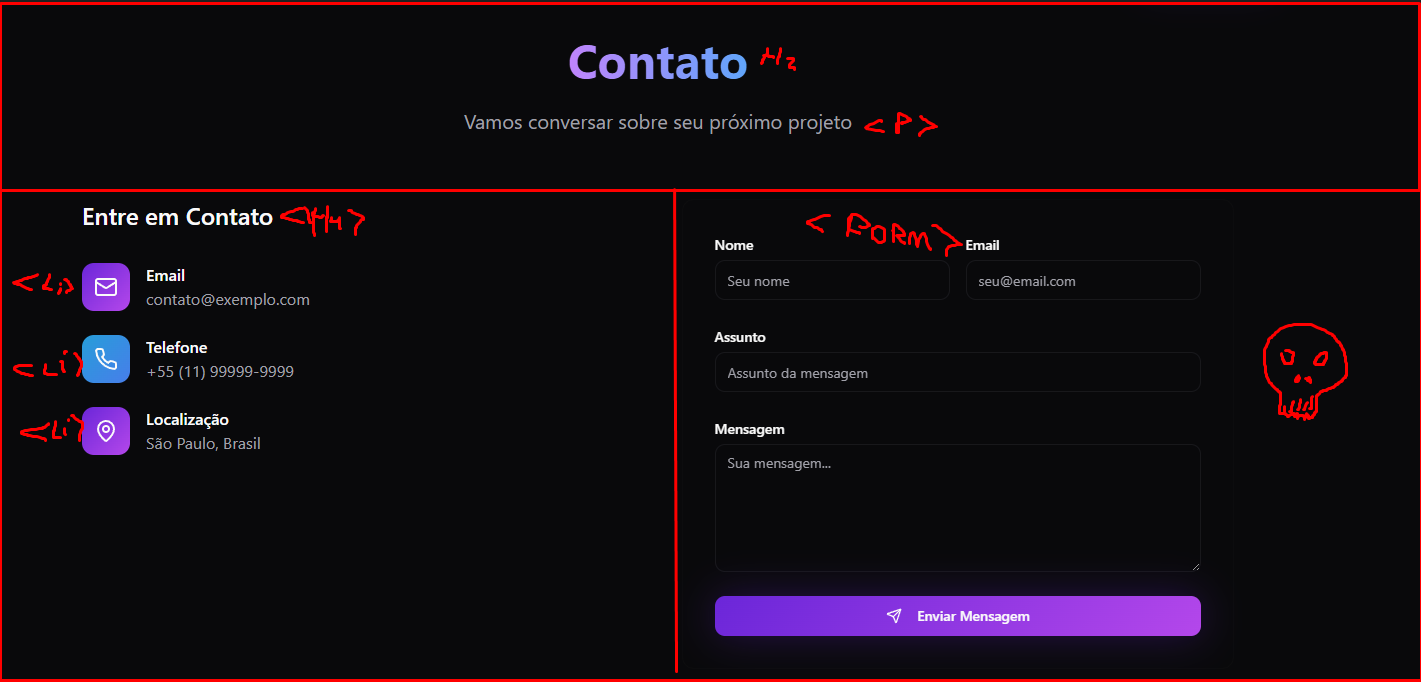 Contato H2
Vamos conversar sobre seu próximo projeto <P>
Entre em Contato <H4>
<FORM>
Nome Email
<Li> Email
Seu nome seu@email.com
contato@exemplo.com
Assunto
<Li> Telefone
+55 (11) 99999-9999
Assunto da mensagem
<Li> Localização
Mensagem
São Paulo, Brasil
Sua mensagem...
Enviar Mensagem